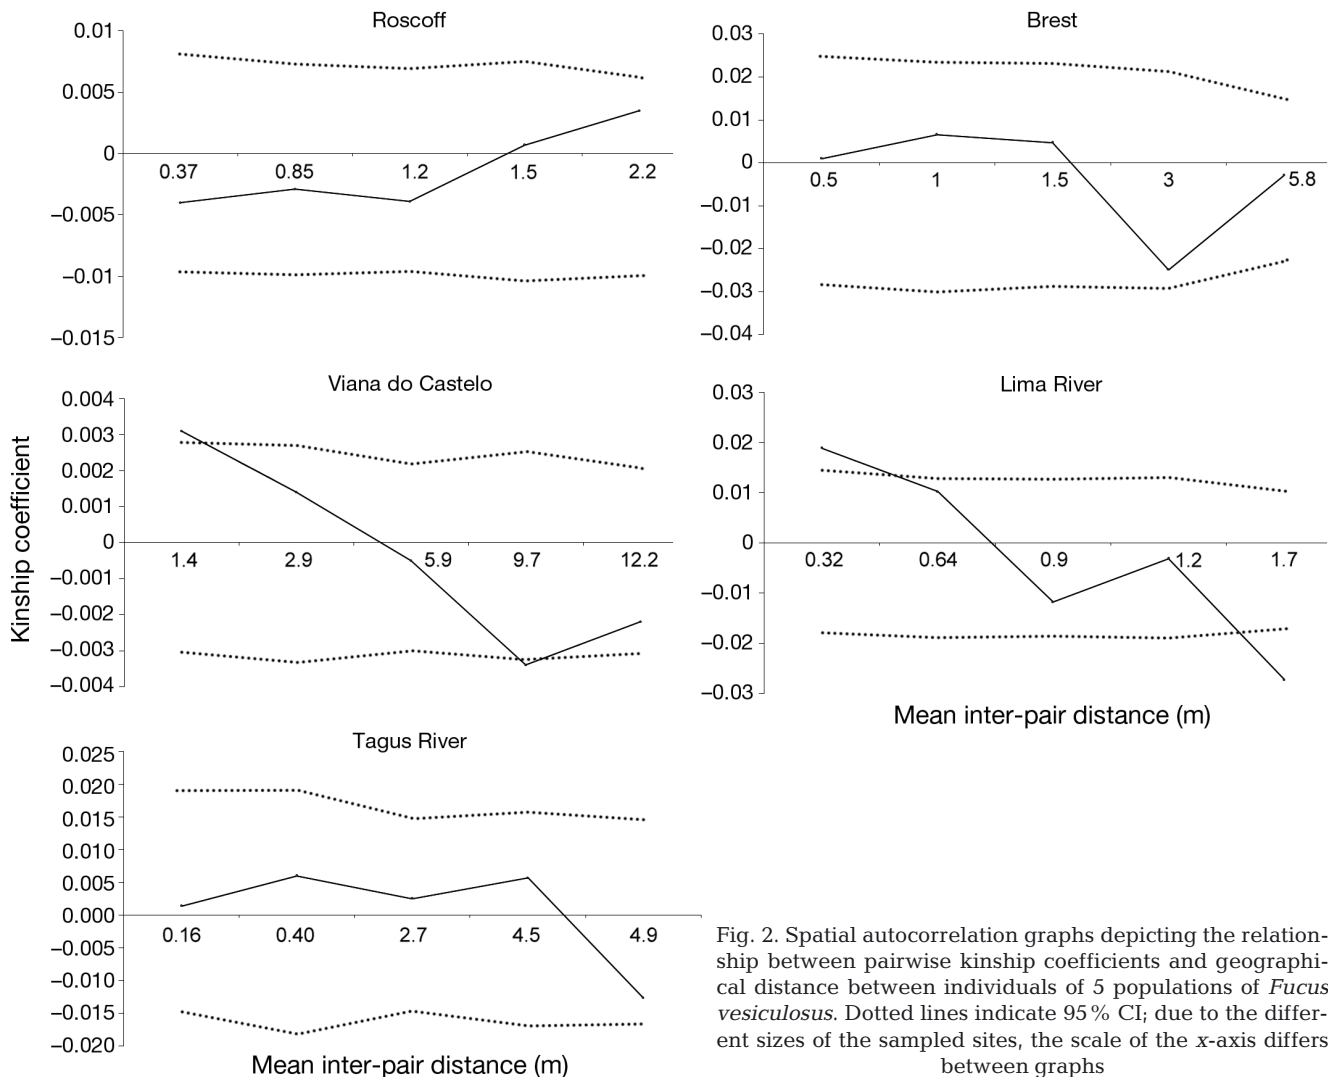 Roscoff
0.01
0.005
0
–0.005
–0.01
–0.015
0.37 0.85 1.2 1.5 2.2
Brest
0.03
0.02
0.01
0
–0.01
–0.02
–0.03
–0.04
0.5 1 1.5 3 5.8
Kinship coefficient
Viana do Castelo
0.004
0.003
0.002
0.001
0
–0.001
–0.002
–0.003
–0.004
1.4 2.9 5.9 9.7 12.2
Lima River
0.03
0.02
0.01
0
–0.01
–0.02
–0.03
0.32 0.64 0.9 1.2 1.7
Mean inter-pair distance (m)
Tagus River
0.025
0.020
0.015
0.010
0.005
0.000
–0.005
–0.010
–0.015
–0.020
0.16 0.40 2.7 4.5 4.9
Mean inter-pair distance (m)
Fig. 2. Spatial autocorrelation graphs depicting the relation-
ship between pairwise kinship coefficients and geographi-
cal distance between individuals of 5 populations of Fucus
vesiculosus. Dotted lines indicate 95% CI; due to the differ-
ent sizes of the sampled sites, the scale of the x-axis differs
between graphs